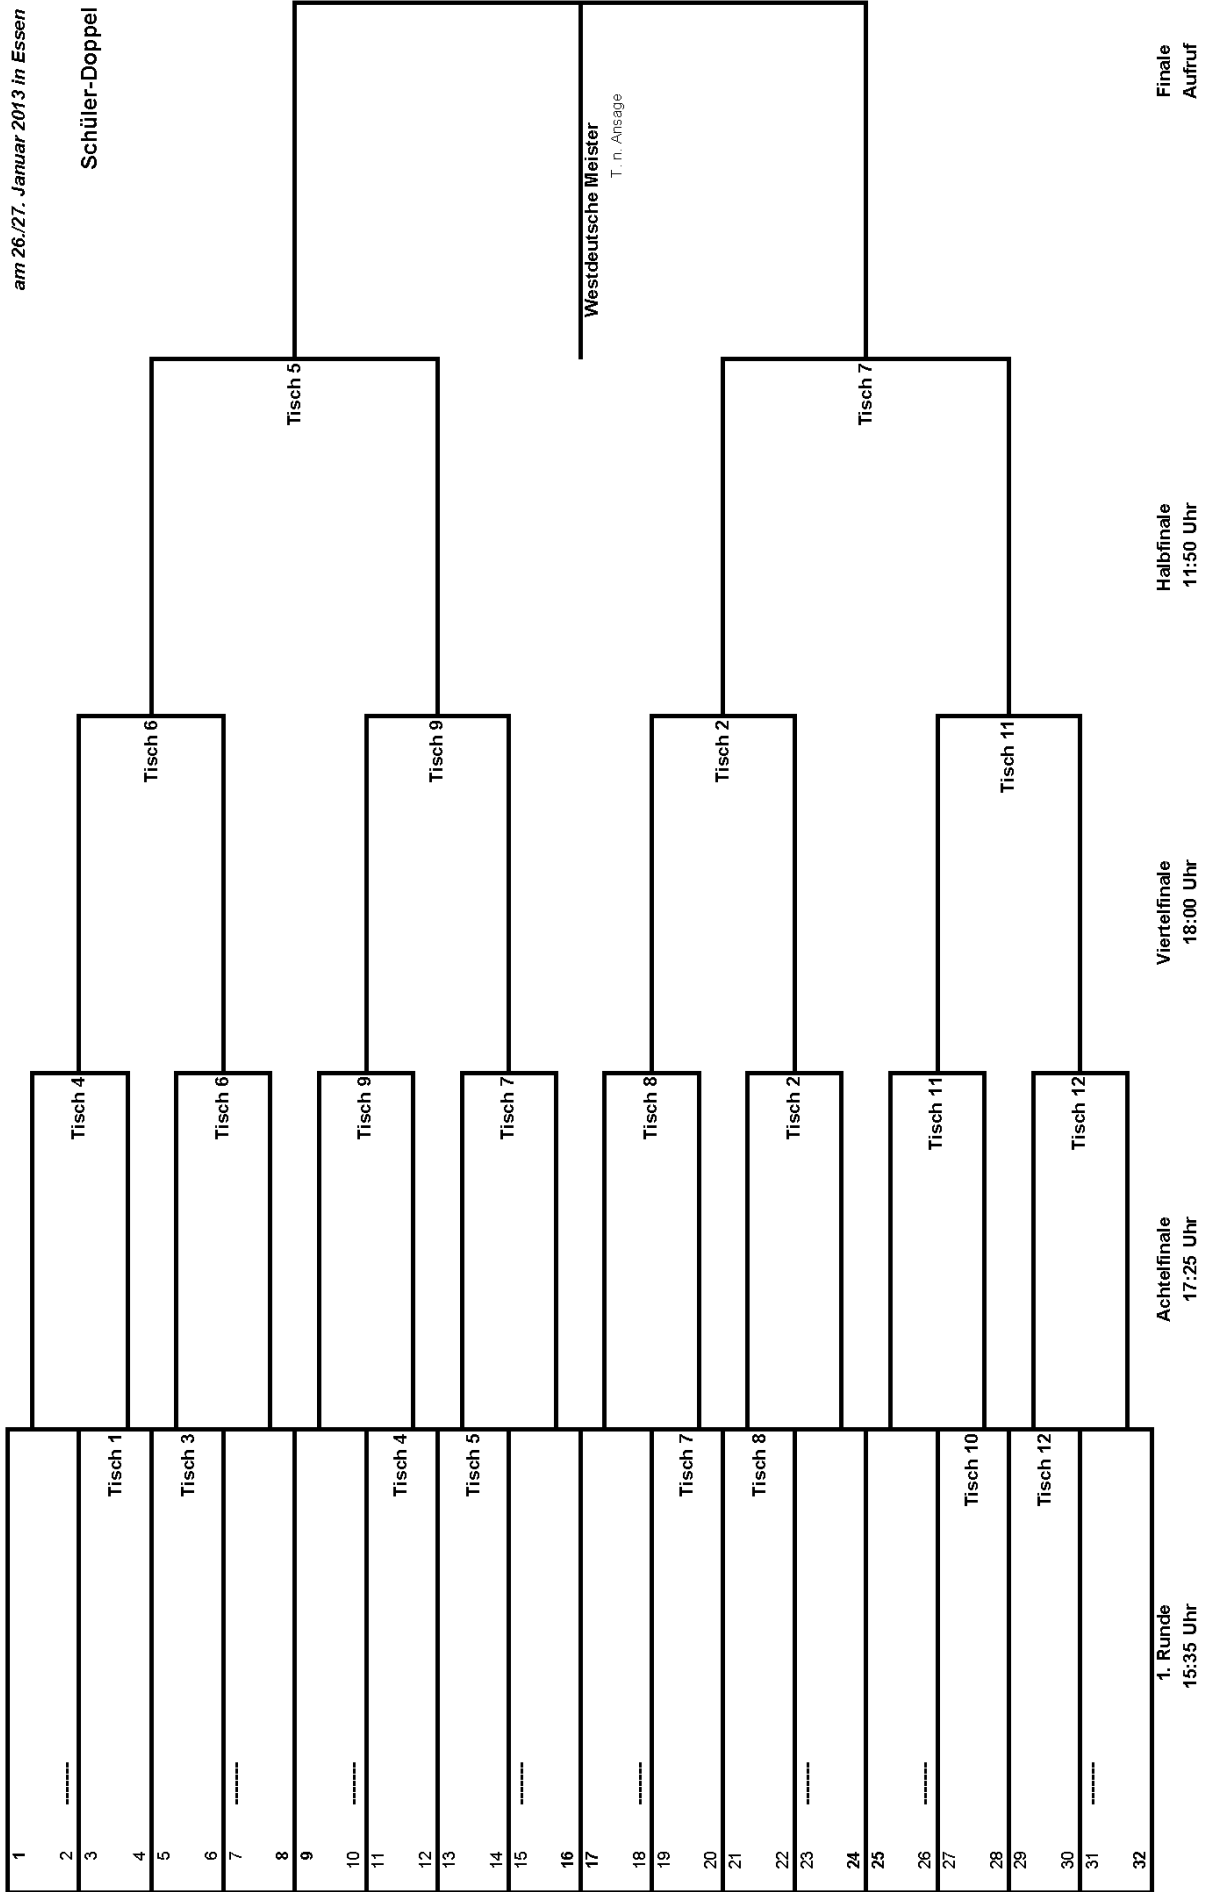 am 26./27. Januar 2013 in Essen
Schüler-Doppel
1
2 --------
3
4
Tisch 1
5
6
Tisch 3
7 --------
8
9
10 --------
11
12
Tisch 4
13
14
Tisch 5
15 --------
16
17
18 --------
19
20
Tisch 7
21
22
Tisch 8
23 --------
24
25
26 --------
27
28
Tisch 10
29
30
Tisch 12
31 --------
32
1. Runde
15:35 Uhr
Tisch 4
Tisch 6
Tisch 9
Tisch 7
Tisch 8
Tisch 2
Tisch 11
Tisch 12
Achtelfinale
17:25 Uhr
Tisch 6
Tisch 9
Tisch 2
Tisch 11
Viertelfinale
18:00 Uhr
Tisch 5
Tisch 7
Halbfinale
11:50 Uhr
Westdeutsche Meister
T. n. Ansage
Finale
Aufruf